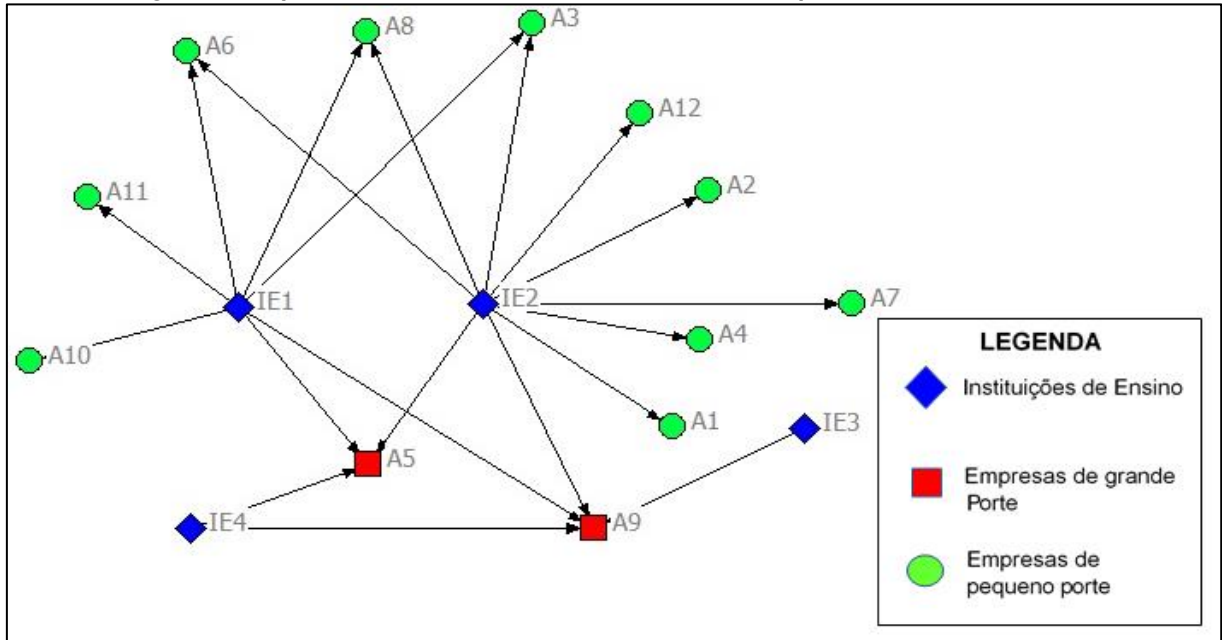 A6
A8
A3
A12
A2
A11
IE1
IE2
A7
A10
A4
A1
IE3
A5
IE4
A9
LEGENDA
Instituições de Ensino
Empresas de grande
Porte
Empresas de
pequeno porte